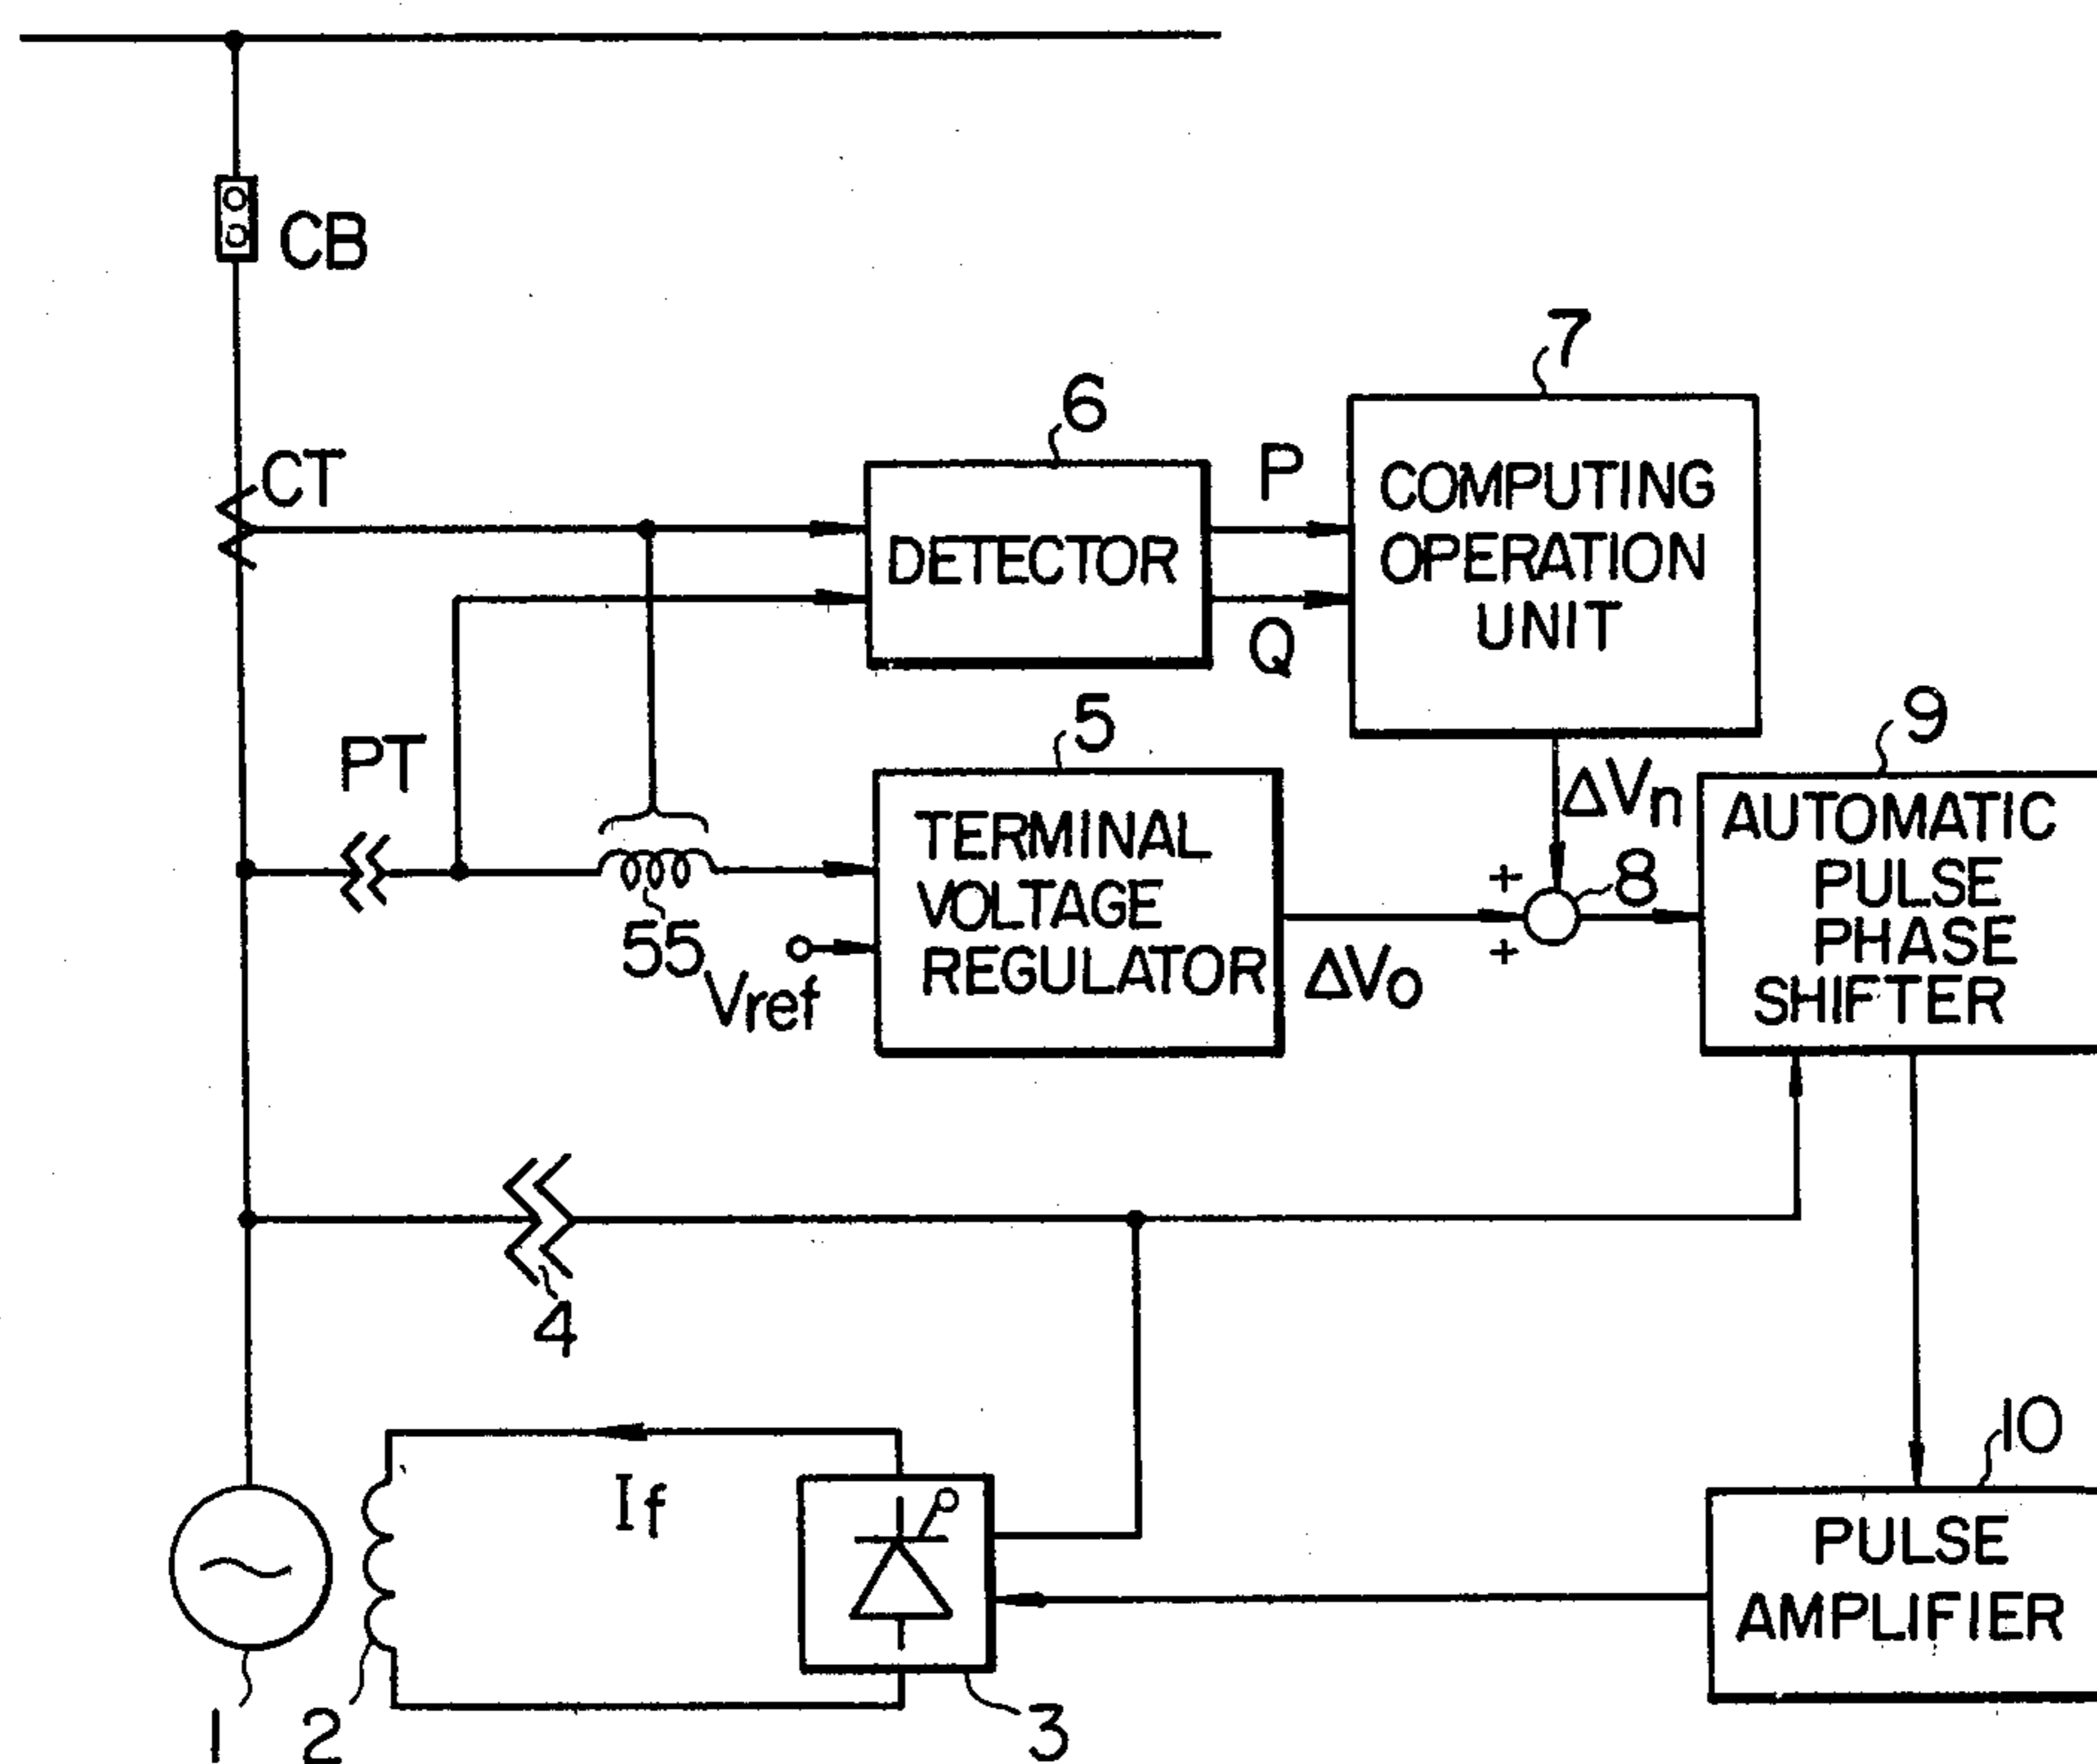 CB
7
6
CT
P
COMPUTING
OPERATION
UNIT
DETECTOR
Q
5
9
PT
ΔVn
TERMINAL
VOLTAGE
REGULATOR
AUTOMATIC
PULSE
PHASE
SHIFTER
+
8
55
+
Vref
ΔVo
4
10
If
PULSE
AMPLIFIER
1
2
3